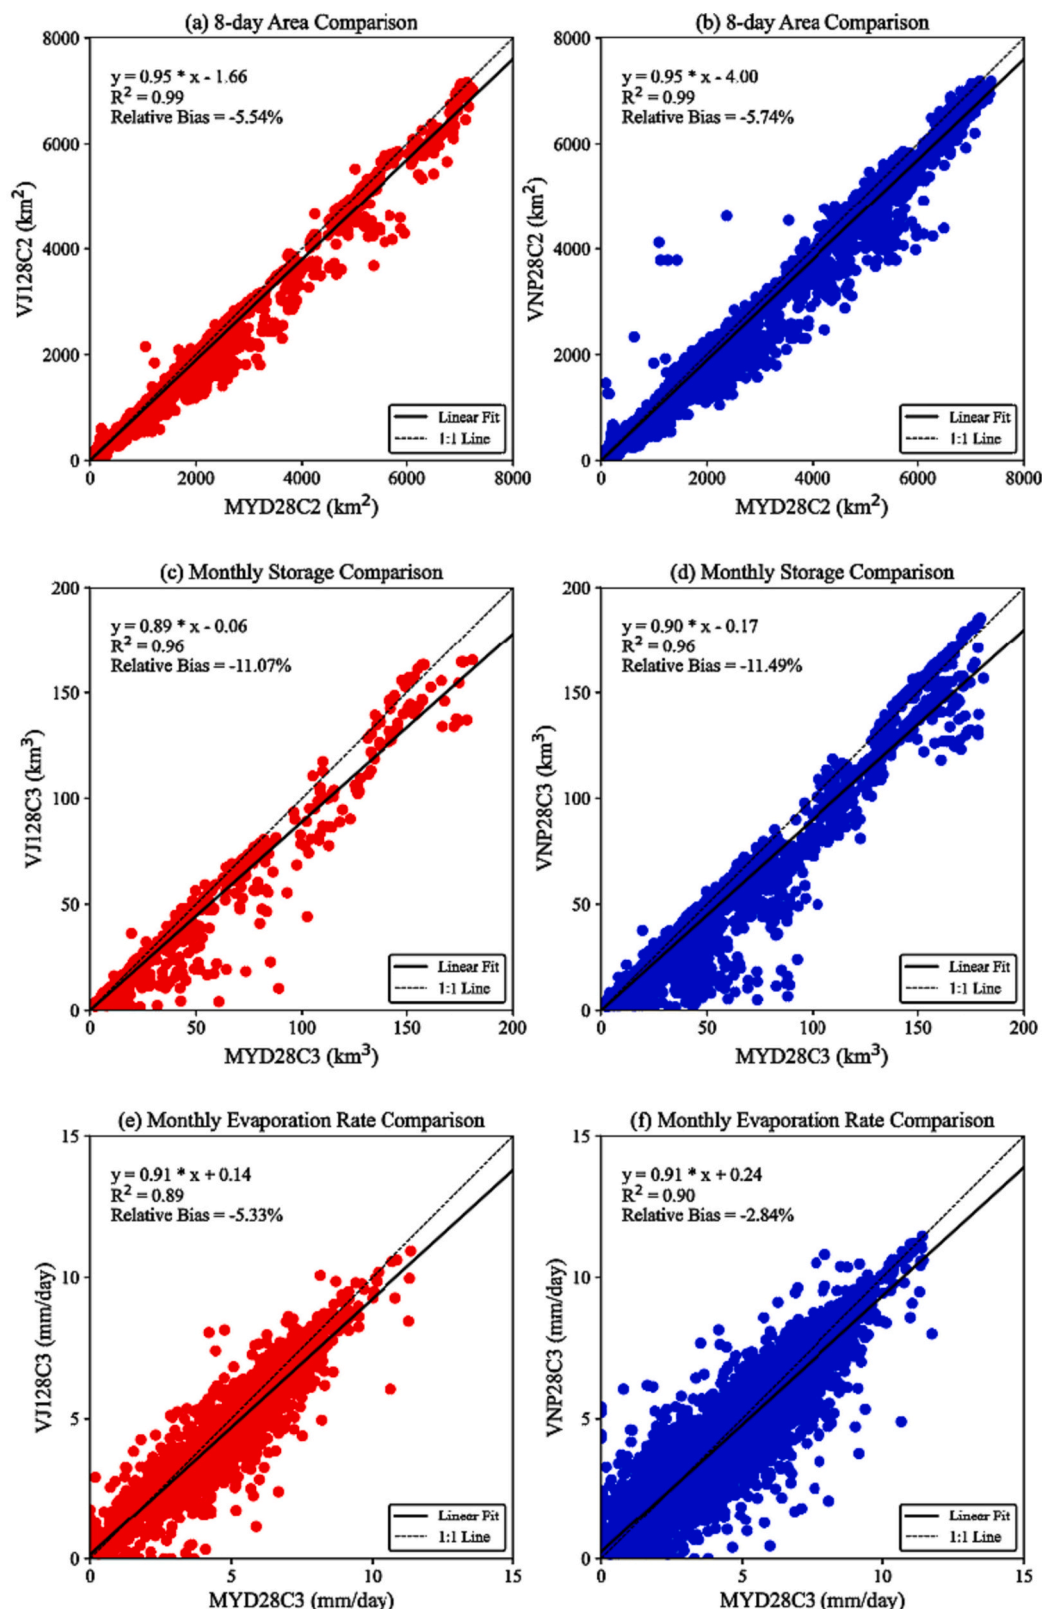 (a) 8-day Area Comparison
8000
6000
4000
2000
0
VJ128C2 (km²)
y = 0.95 * x - 1.66
R² = 0.99
Relative Bias = -5.54%
Linear Fit
1:1 Line
0 2000 4000 6000 8000
MYD28C2 (km²)
(b) 8-day Area Comparison
8000
6000
4000
2000
0
VNP28C2 (km²)
y = 0.95 * x - 4.00
R² = 0.99
Relative Bias = -5.74%
Linear Fit
1:1 Line
0 2000 4000 6000 8000
MYD28C2 (km²)
(c) Monthly Storage Comparison
200
150
100
50
0
VJ128C3 (km³)
y = 0.89 * x - 0.06
R² = 0.96
Relative Bias = -11.07%
Linear Fit
1:1 Line
0 50 100 150 200
MYD28C3 (km³)
(d) Monthly Storage Comparison
200
150
100
50
0
VNP28C3 (km³)
y = 0.90 * x - 0.17
R² = 0.96
Relative Bias = -11.49%
Linear Fit
1:1 Line
0 50 100 150 200
MYD28C3 (km³)
(e) Monthly Evaporation Rate Comparison
15
10
5
0
VJ128C3 (mm/day)
y = 0.91 * x + 0.14
R² = 0.89
Relative Bias = -5.33%
Linear Fit
1:1 Line
0 5 10 15
MYD28C3 (mm/day)
(f) Monthly Evaporation Rate Comparison
15
10
5
0
VNP28C3 (mm/day)
y = 0.91 * x + 0.24
R² = 0.90
Relative Bias = -2.84%
Linear Fit
1:1 Line
0 5 10 15
MYD28C3 (mm/day)